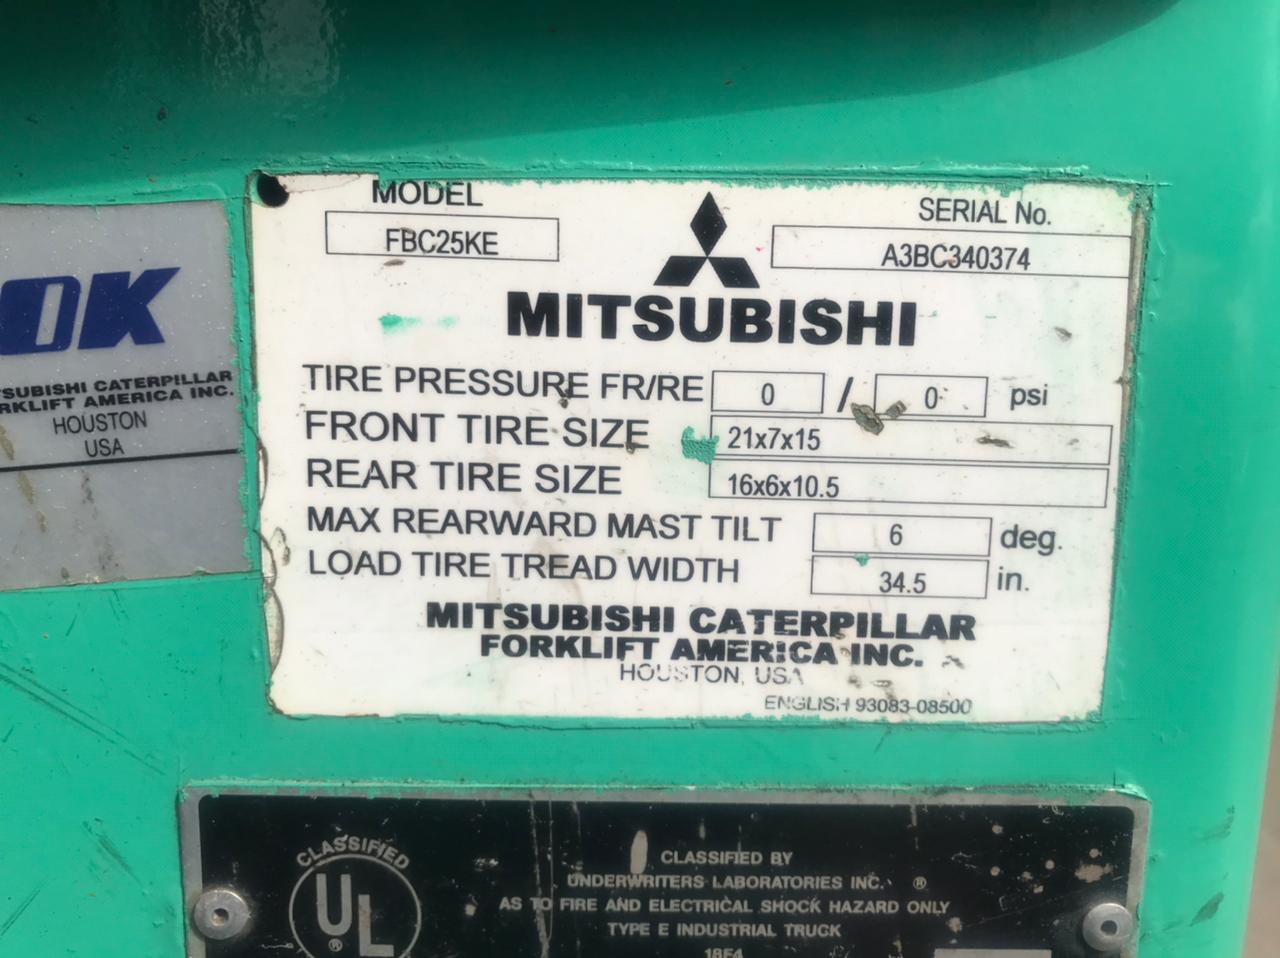 MODEL
FBC25KE
SERIAL No.
A3BC340374
MITSUBISHI
TIRE PRESSURE FR/RE 0 / 0 psi
FRONT TIRE SIZE 21x7x15
REAR TIRE SIZE 16x6x10.5
MAX REARWARD MAST TILT 6 deg.
LOAD TIRE TREAD WIDTH 34.5 in.
MITSUBISHI CATERPILLAR
FORKLIFT AMERICA INC.
HOUSTON, USA
ENGLISH 93083-08500
OK
SUBISHI CATERPILLAR
RKLIFT AMERICA INC.
HOUSTON
USA
CLASSIFIED
UL
®
CLASSIFIED BY
UNDERWRITERS LABORATORIES INC. ®
AS TO FIRE AND ELECTRICAL SHOCK HAZARD ONLY
TYPE E INDUSTRIAL TRUCK
18F4